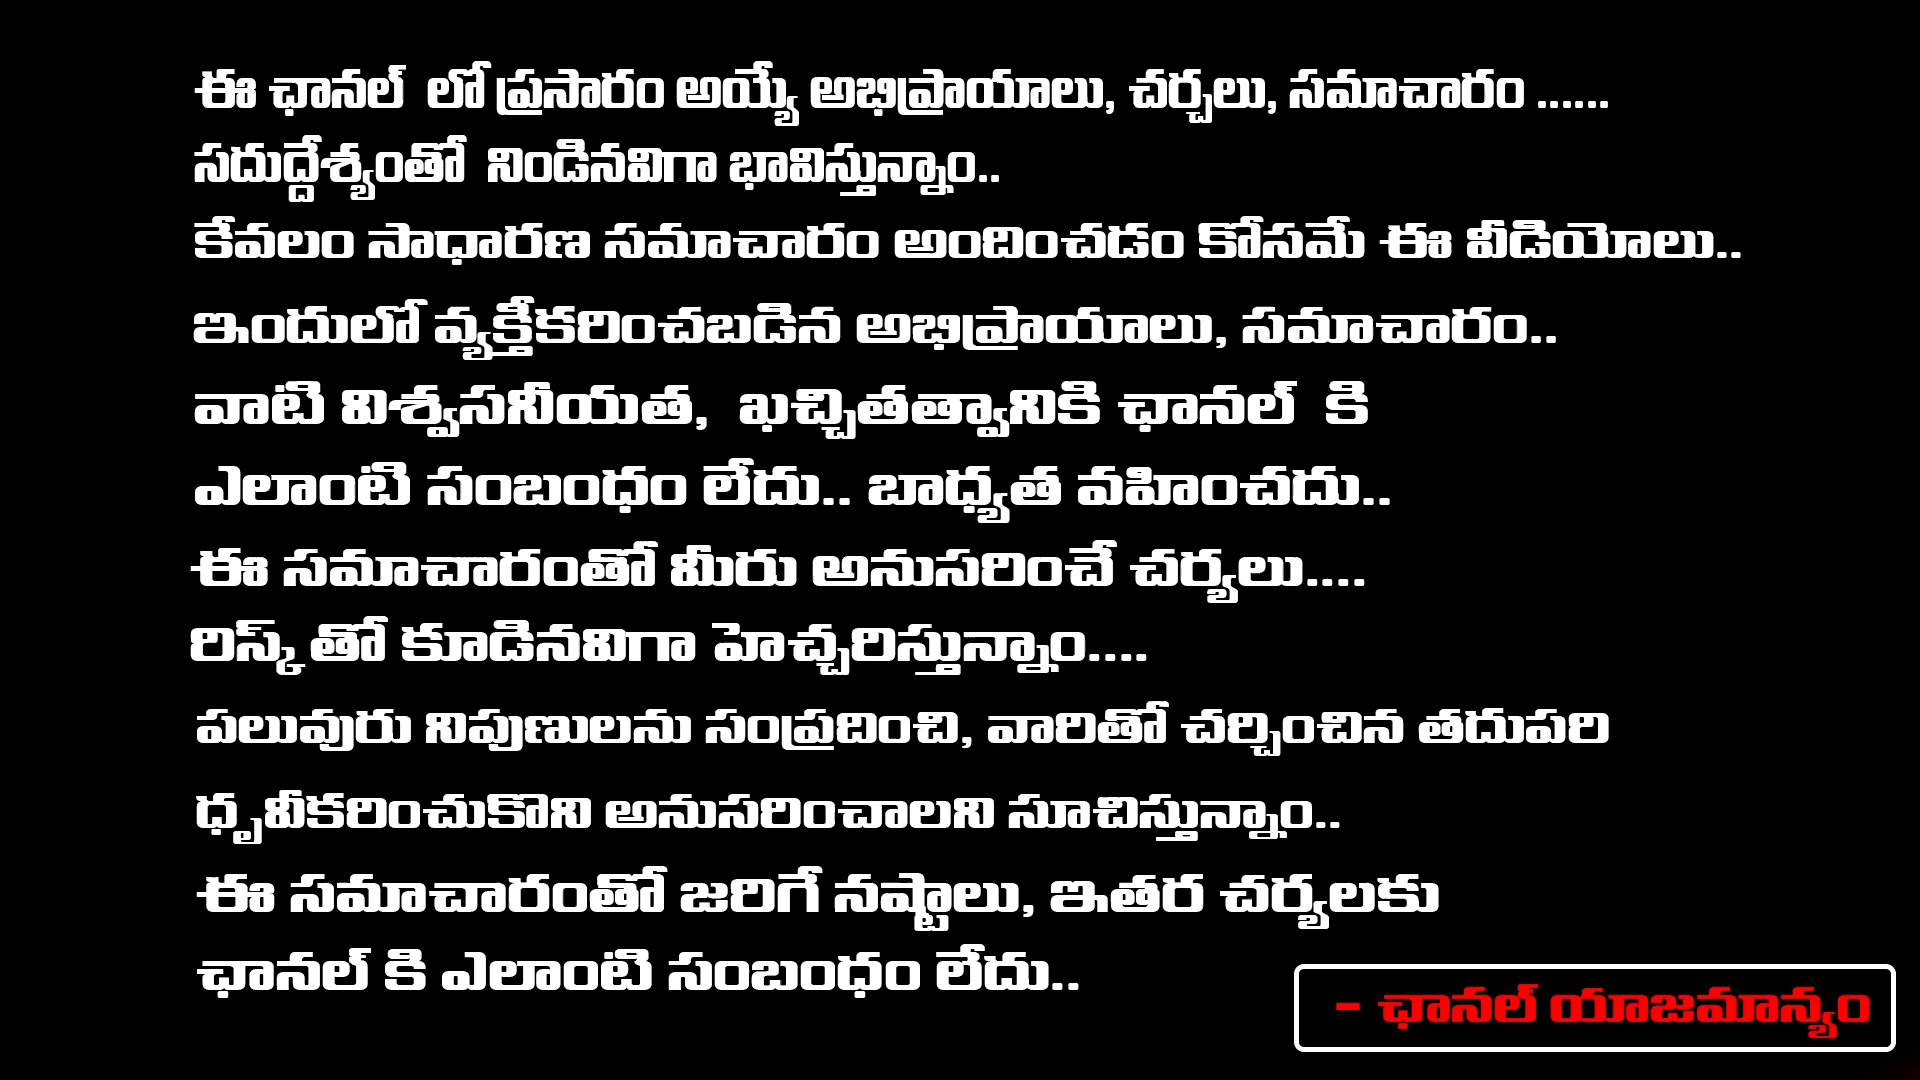 ఈ ఛానల్ లో ప్రసారం అయ్యే అభిప్రాయాలు, చర్చలు, సమాచారం ......
సదుద్దేశ్యంతో నిండినవిగా భావిస్తున్నాం..
కేవలం సాధారణ సమాచారం అందించడం కోసమే ఈ వీడియోలు..
ఇందులో వ్యక్తీకరించబడిన అభిప్రాయాలు, సమాచారం..
వాటి విశ్వసనీయత, ఖచ్చితత్వానికి ఛానల్ కి
ఎలాంటి సంబంధం లేదు.. బాధ్యత వహించదు..
ఈ సమాచారంతో మీరు అనుసరించే చర్యలు....
రిస్క్ తో కూడినవిగా హెచ్చరిస్తున్నాం....
పలువురు నిపుణులను సంప్రదించి, వారితో చర్చించిన తదుపరి
ధృవీకరించుకొని అనుసరించాలని సూచిస్తున్నాం..
ఈ సమాచారంతో జరిగే నష్టాలు, ఇతర చర్యలకు
ఛానల్ కి ఎలాంటి సంబంధం లేదు..
- ఛానల్ యాజమాన్యం